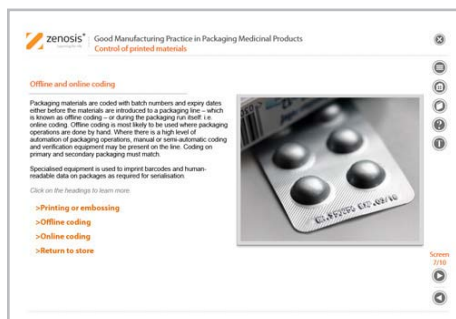 zenosis®
Good Manufacturing Practice in Packaging Medicinal Products
Control of printed materials
Offline and online coding
Packaging materials are coded with batch numbers and expiry dates
either before the materials are introduced to a packaging line – which
is known as offline coding – or during the packaging run itself: i.e.
online coding. Offline coding is most likely to be used where packaging
operations are done by hand. Where there is a high level of
automation of packaging operations, manual or semi-automatic coding
and verification equipment may be present on the line. Coding on
primary and secondary packaging must match.
Specialised equipment is used to imprint barcodes and human-
readable data on packages as required for serialisation.
Click on the headings to learn more.
>Printing or embossing
>Offline coding
>Online coding
>Return to store
EXP.
Screen
7/18